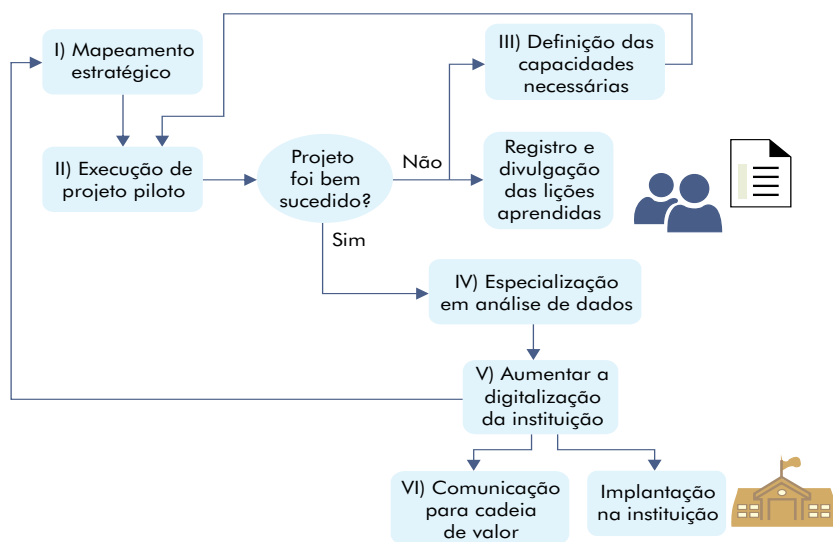 I) Mapeamento
estratégico
II) Execução de
projeto piloto
Projeto
foi bem
sucedido?
Não
Sim
III) Definição das
capacidades
necessárias
Registro e
divulgação
das lições
aprendidas
IV) Especialização
em análise de dados
V) Aumentar a
digitalização
da instituição
VI) Comunicação
para cadeia
de valor
Implantação
na instituição